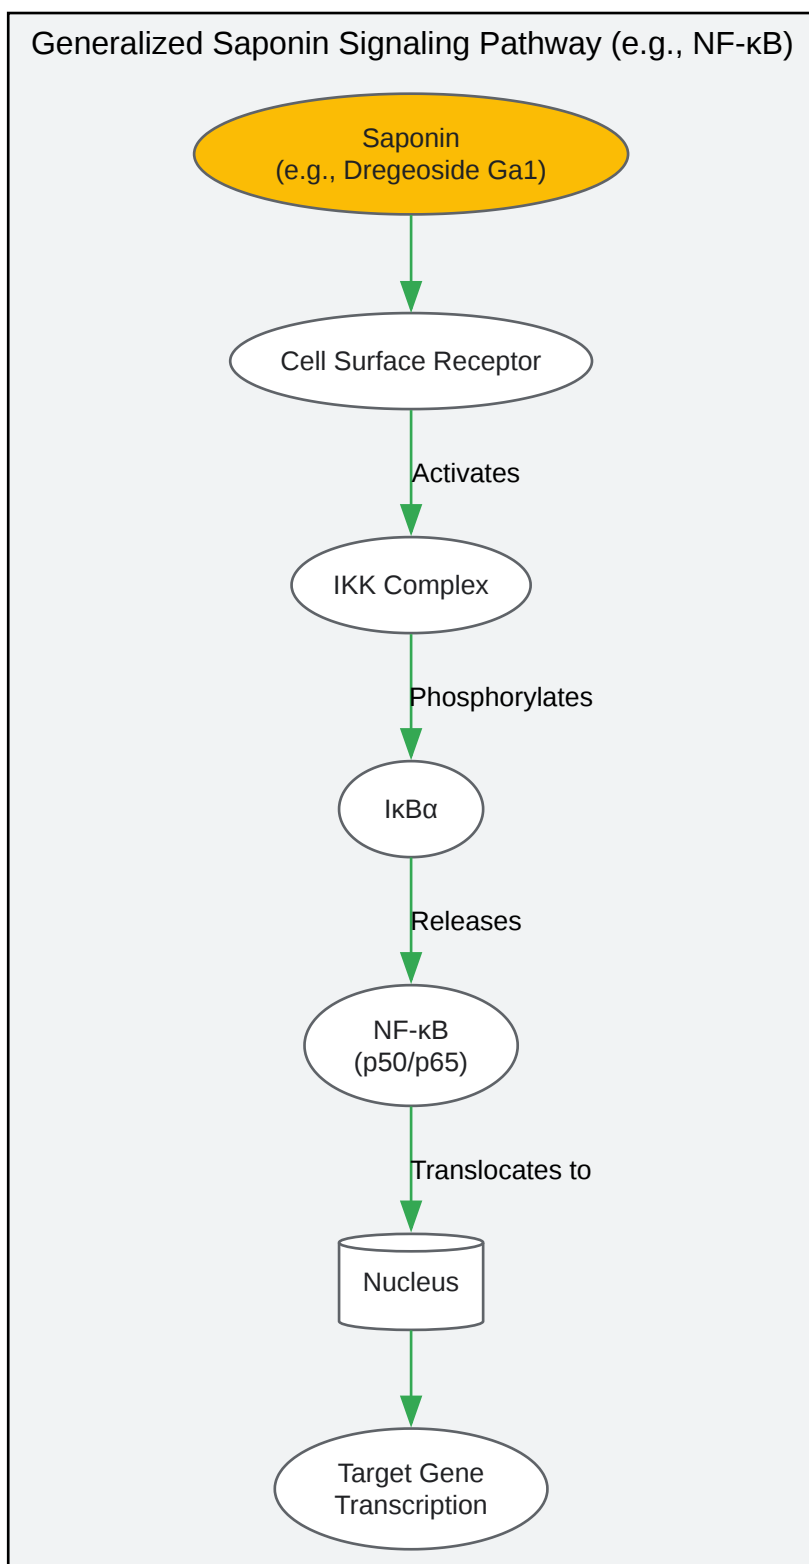 Generalized Saponin Signaling Pathway (e.g., NF-κB)
Saponin
(e.g., Dregeoside Ga1)
Cell Surface Receptor
Activates
IKK Complex
Phosphorylates
IκBα
Releases
NF-κB
(p50/p65)
Translocates to
Nucleus
Target Gene
Transcription